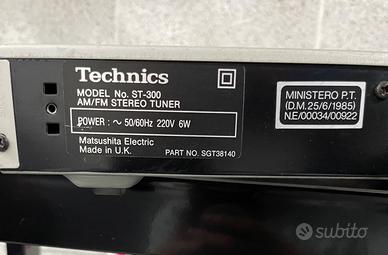 Technics
MODEL No. ST-300
AM/FM STEREO TUNER
POWER : ~ 50/60Hz 220V 6W
Matsushita Electric
Made in U.K.
PART NO. SGT38140
MINISTERO P.T.
(D.M.25/6/1985)
N.E/00034/00922
subito